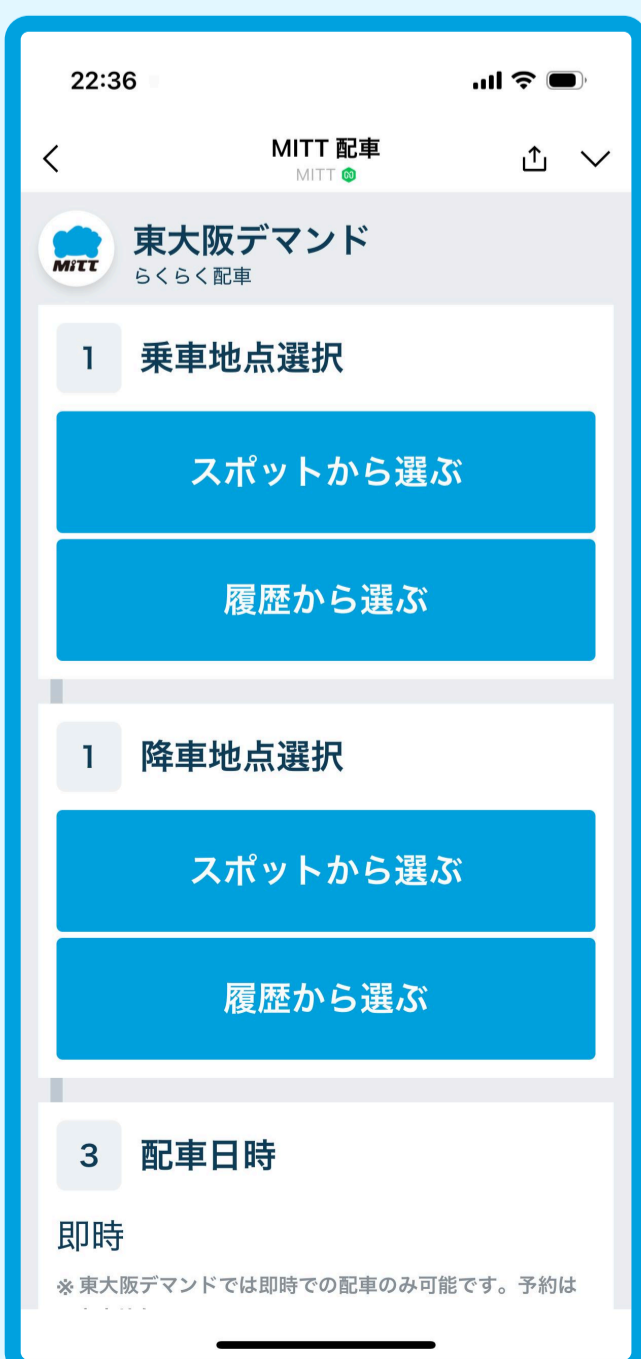 22:36
MITT 配車
MITT
MiTT
東大阪デマンド
らくらく配車
1 乗車地点選択
スポットから選ぶ
履歴から選ぶ
1 降車地点選択
スポットから選ぶ
履歴から選ぶ
3 配車日時
即時
※ 東大阪デマンドでは即時での配車のみ可能です。予約は